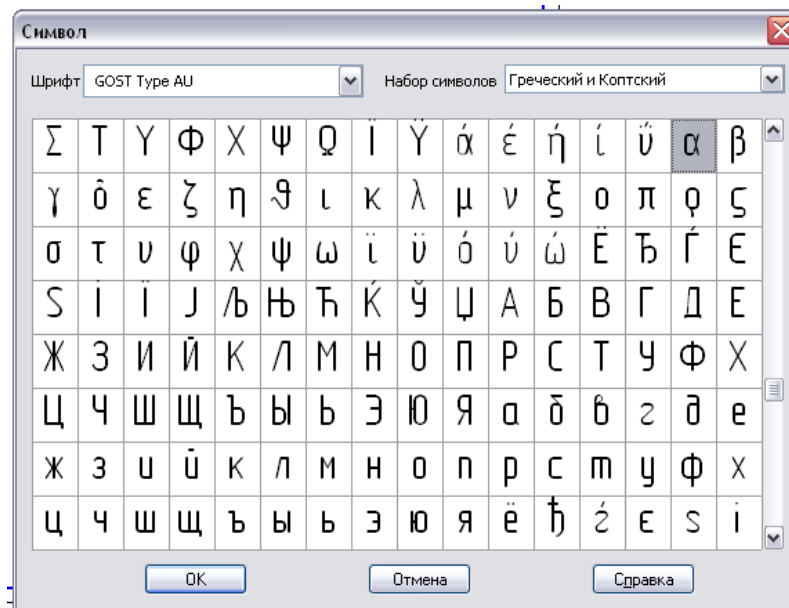 Символ
Шрифт GOST Type AU Набор символов Греческий и Коптский
Σ Τ Υ Φ Χ Ψ Ω Ϊ Ϋ ά έ ή ί ΰ α β
γ δ ε ζ η θ ι κ λ μ ν ξ ο π ρ ς
σ τ υ φ χ ψ ω ϊ ϋ ό ύ ώ Ё Ђ Ѓ Є
Ѕ І Ї Ј Љ Њ Ћ Ќ Ў Џ А Б В Г Д Е
Ж З И Й К Л М Н О П Р С Т У Ф Х
Ц Ч Ш Щ Ъ Ы Ь Э Ю Я а б в г д е
ж з и й к л м н о п р с т у ф х
ц ч ш щ ъ ы ь э ю я ё ђ ѓ є ѕ і
ОК Отмена Справка